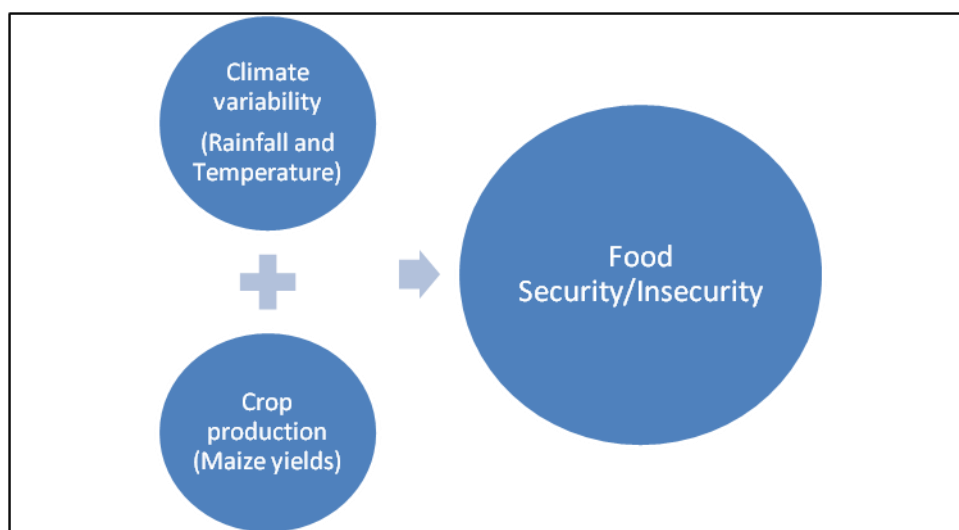 Climate
variability
(Rainfall and
Temperature)
Crop
production
(Maize yields)
Food
Security/Insecurity